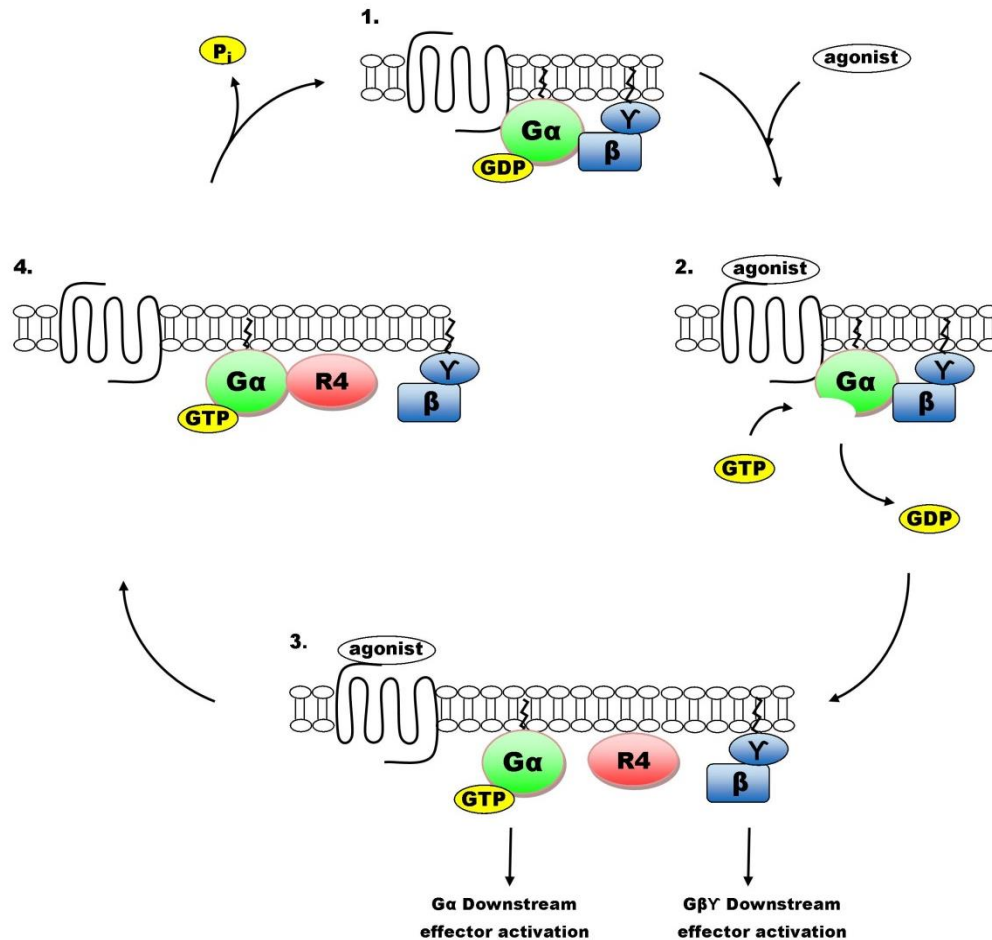 1.
Pi
agonist
Gα
ϒ
β
GDP
4.
2.
agonist
Gα
R4
ϒ
β
GTP
Gα
ϒ
β
GTP
GDP
3.
agonist
Gα
R4
ϒ
β
GTP
Gα Downstream
effector activation
Gβϒ Downstream
effector activation